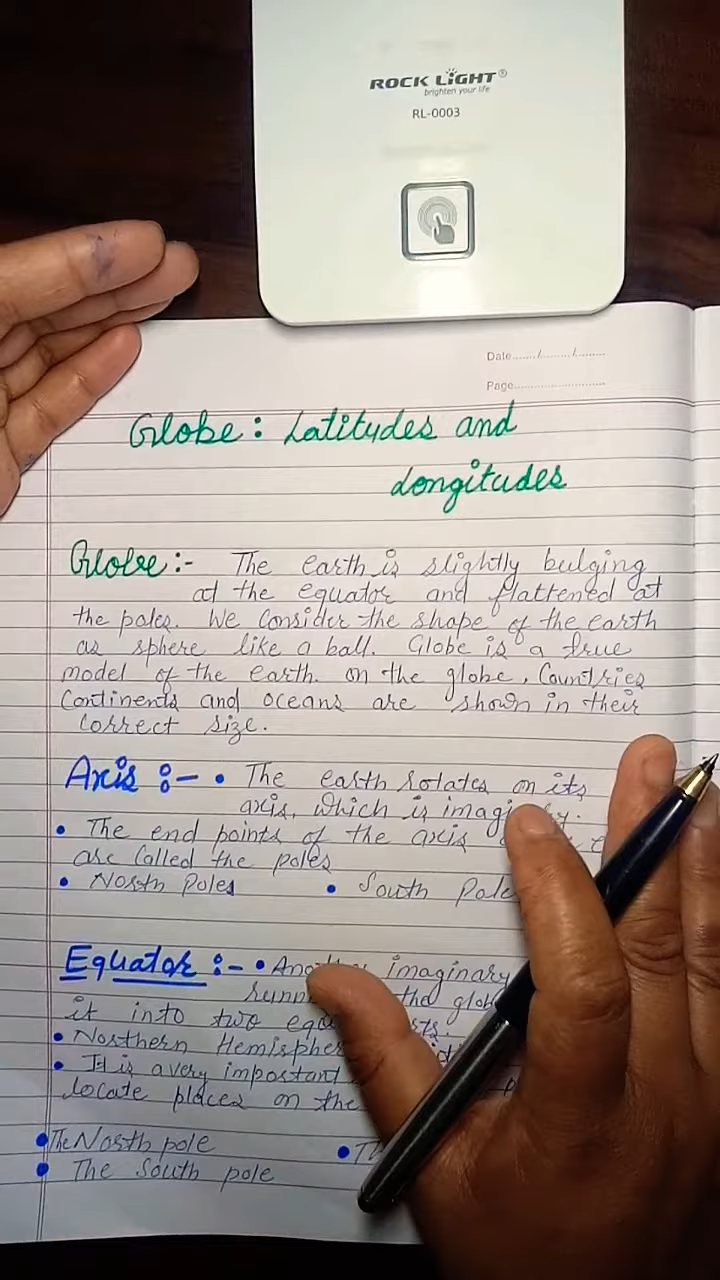 ROCK LiGHT®
brighten your life
RL-0003
Date....../........../........
Page............................
Globe: Latitudes and
Longitudes
Globe:- The earth is slightly bulging
at the equator and flattened at
the poles. We consider the shape of the earth
as sphere like a ball. Globe is a true
model of the earth. on the globe, Countries
Continents and oceans are shown in their
Correct size.
Axis :- • The earth rotates on its
axis, which is
• The end points of the axis
are called the poles
• North Poles • South Pole
Equator :- • imaginary
the
it into two
• Northern
• It is a very important
locate places on the
• The North pole •
• The South pole